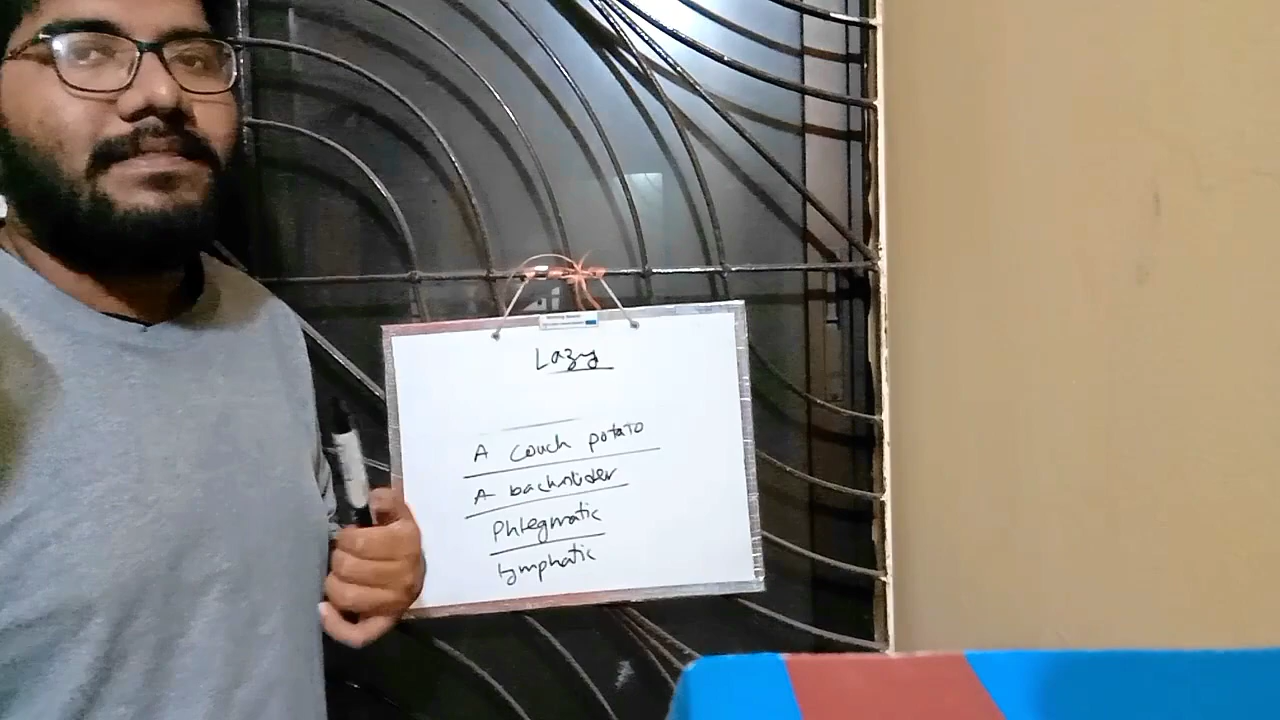 Lazy
A couch potato
A backslider
Phlegmatic
Lymphatic